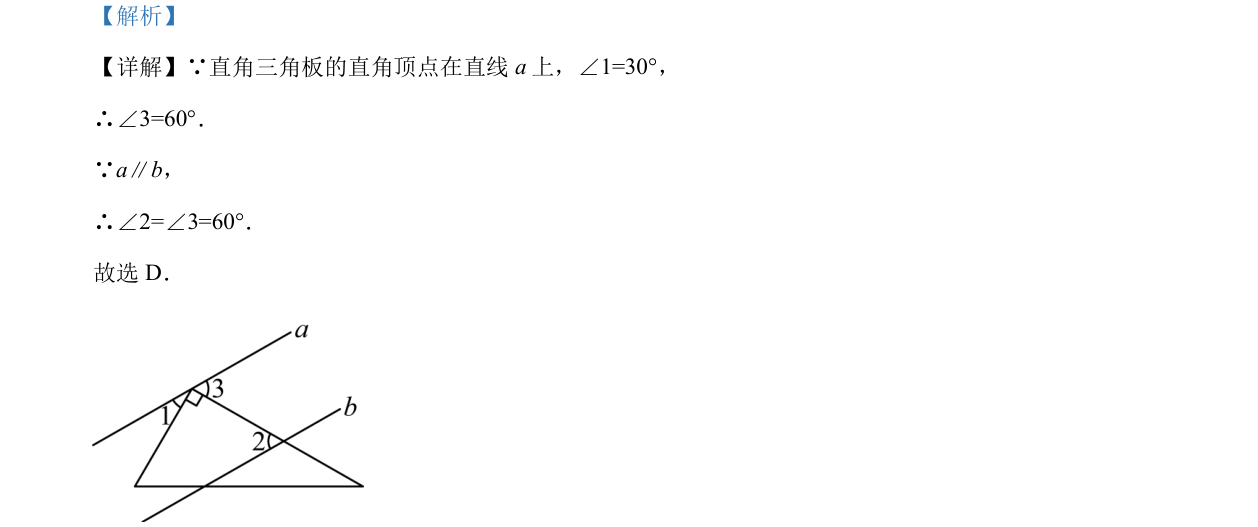 【解析】
【详解】∵直角三角板的直角顶点在直线 a 上，∠1=30°，
∴∠3=60°．
∵a∥b，
∴∠2=∠3=60°．
故选 D．
a
3
1
b
2